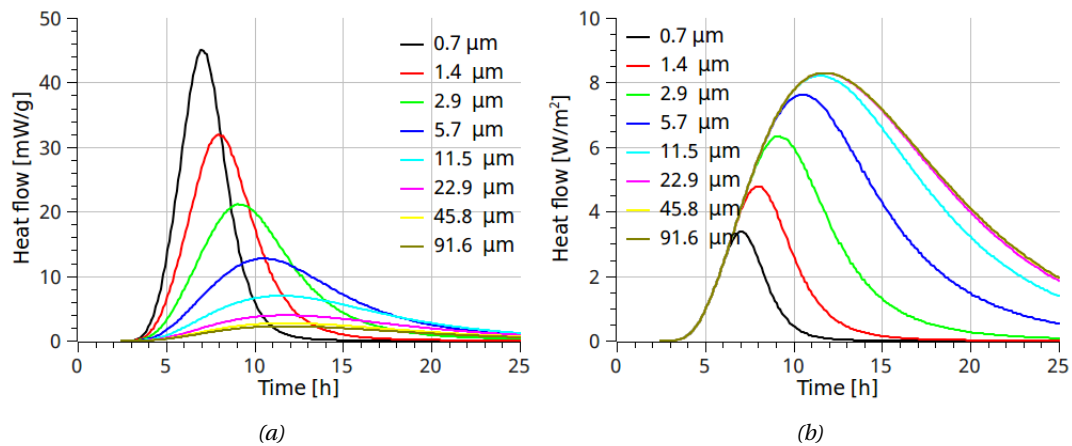 Heat flow [mW/g]
50
40
30
20
10
0
0 5 10 15 20 25
Time [h]
0.7 µm
1.4 µm
2.9 µm
5.7 µm
11.5 µm
22.9 µm
45.8 µm
91.6 µm
(a)
Heat flow [W/m²]
10
8
6
4
2
0
0 5 10 15 20 25
Time [h]
0.7 µm
1.4 µm
2.9 µm
5.7 µm
11.5 µm
22.9 µm
45.8 µm
91.6 µm
(b)